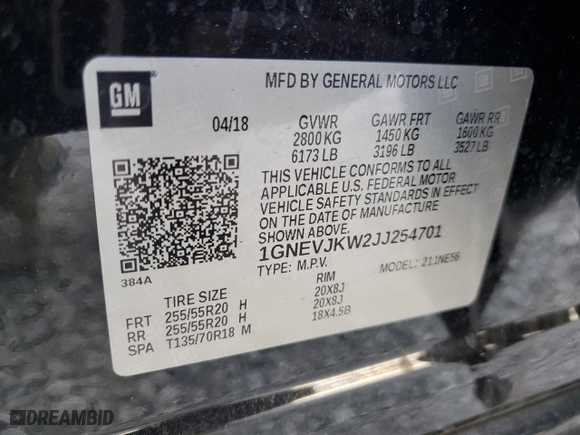 GM
MFD BY GENERAL MOTORS LLC
04/18 GVWR GAWR FRT GAWR RR
2800 KG 1450 KG 1600 KG
6173 LB 3196 LB 3527 LB
THIS VEHICLE CONFORMS TO ALL
APPLICABLE U.S. FEDERAL MOTOR
VEHICLE SAFETY STANDARDS IN EFFECT
ON THE DATE OF MANUFACTURE
SHOWN ABOVE.
1GNEVJKW2JJ254701
TYPE: M.P.V. MODEL: 211NE56
384A
TIRE SIZE RIM
FRT 255/55R20 H 20X8J
RR 255/55R20 H 20X8J
SPA T135/70R18 M 18X4.5B
DREAMBID